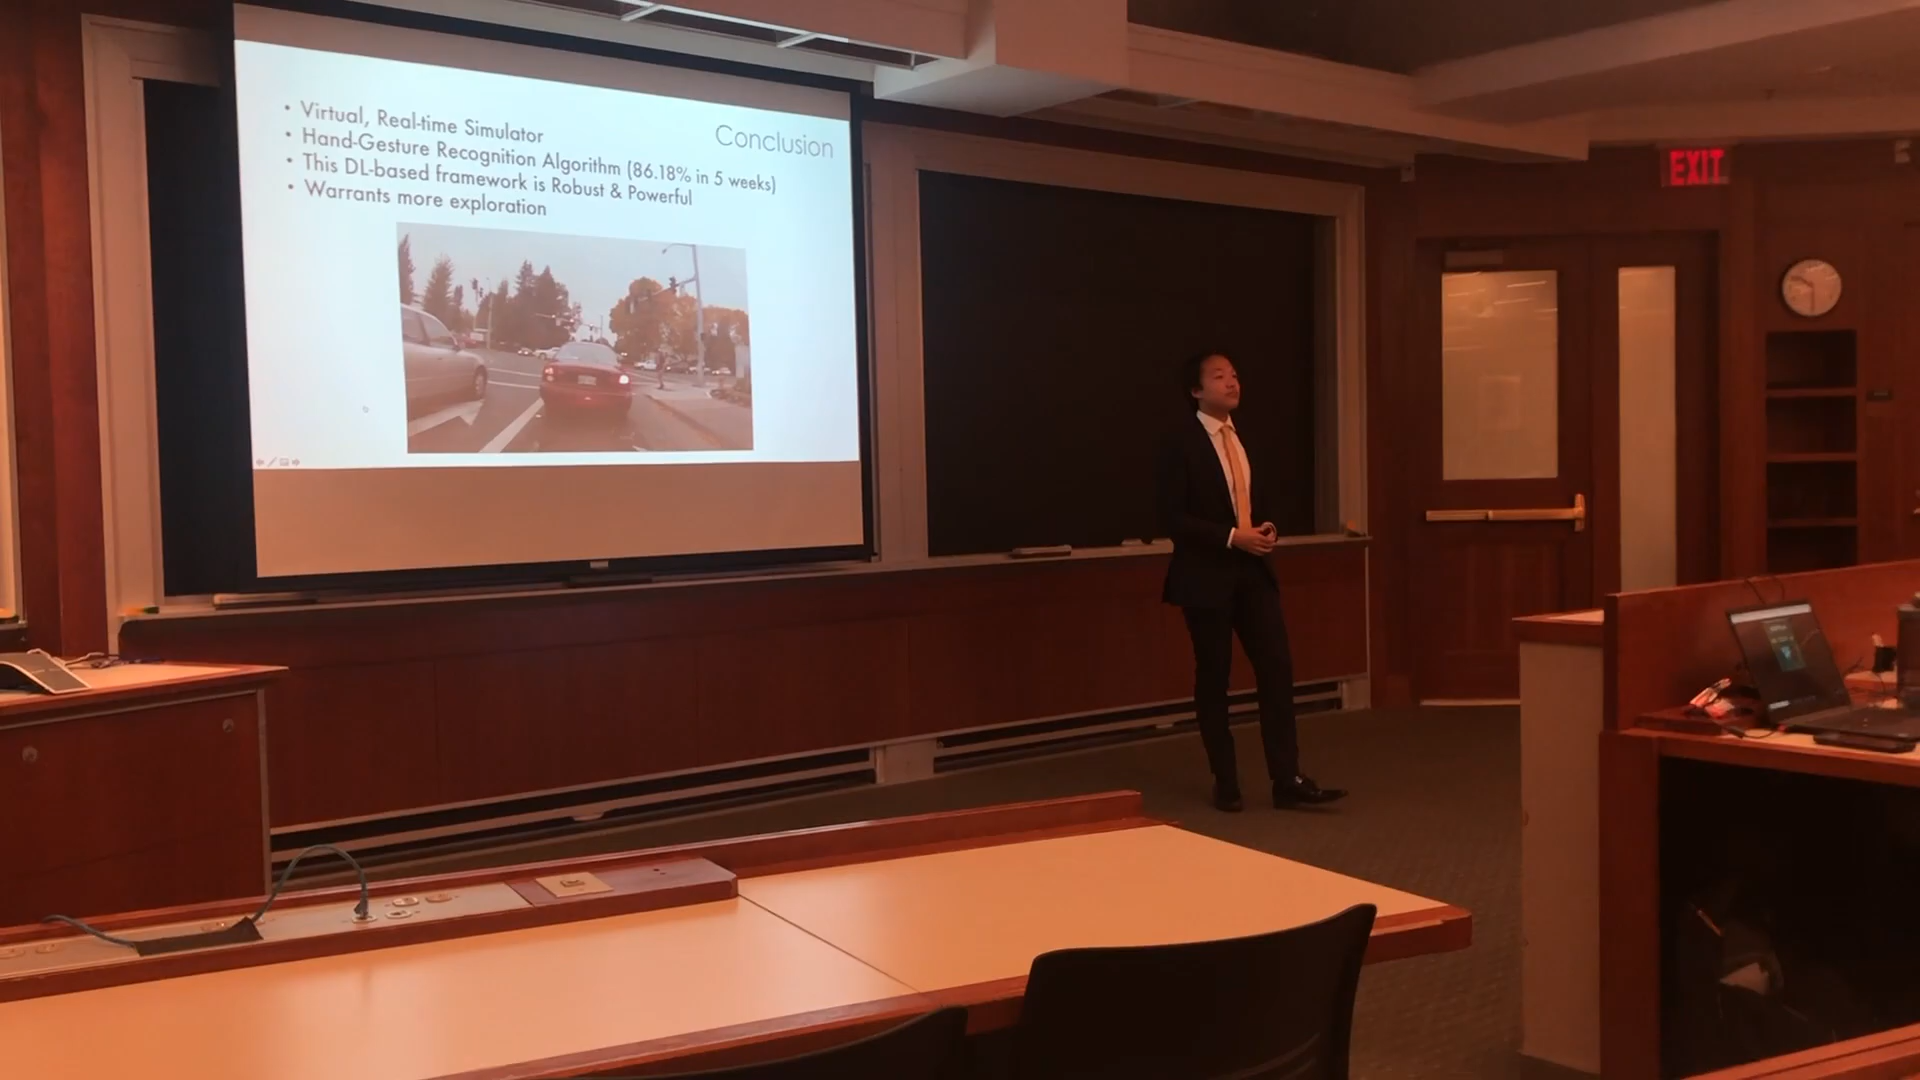 Conclusion
• Virtual, Real-time Simulator
• Hand-Gesture Recognition Algorithm (86.18% in 5 weeks)
• This DL-based framework is Robust & Powerful
• Warrants more exploration
EXIT